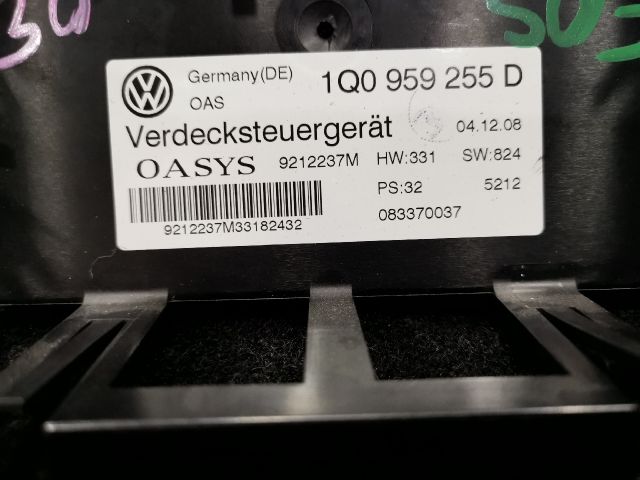 Germany(DE) 1Q0 959 255 D
OAS
Verdecksteuergerät 04.12.08
OASYS 9212237M HW:331 SW:824
PS:32 5212
9212237M33182432 083370037